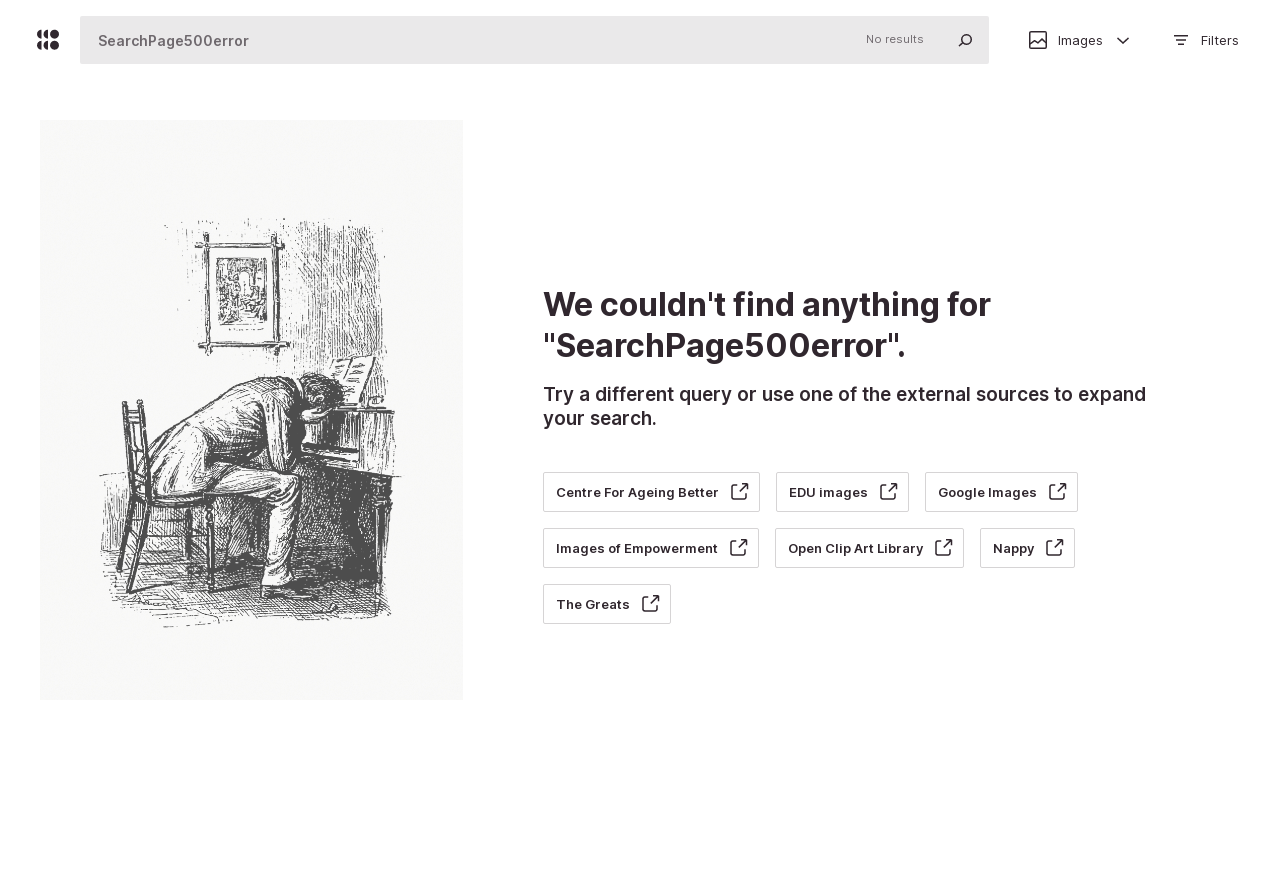 SearchPage500error
No results
Images
Filters
We couldn't find anything for
"SearchPage500error".
Try a different query or use one of the external sources to expand
your search.
Centre For Ageing Better
EDU images
Google Images
Images of Empowerment
Open Clip Art Library
Nappy
The Greats